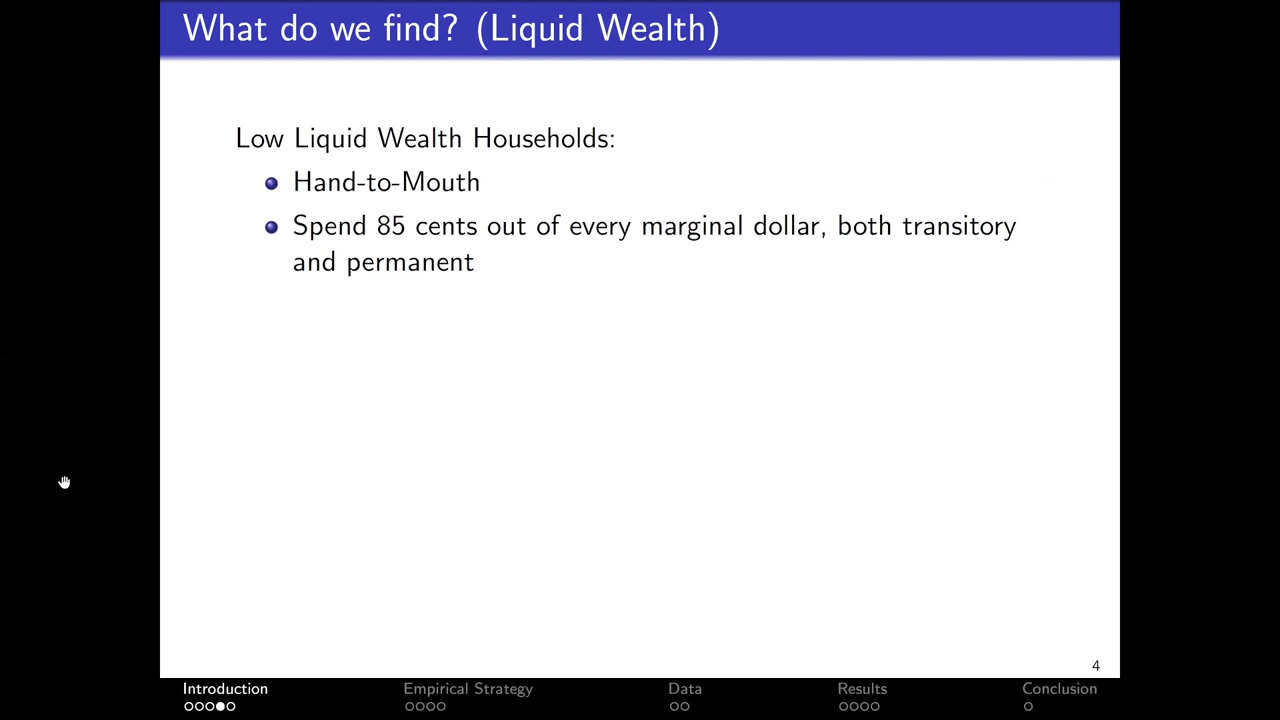 What do we find? (Liquid Wealth)
Low Liquid Wealth Households:
Hand-to-Mouth
Spend 85 cents out of every marginal dollar, both transitory
and permanent
4
Introduction
Empirical Strategy
Data
Results
Conclusion